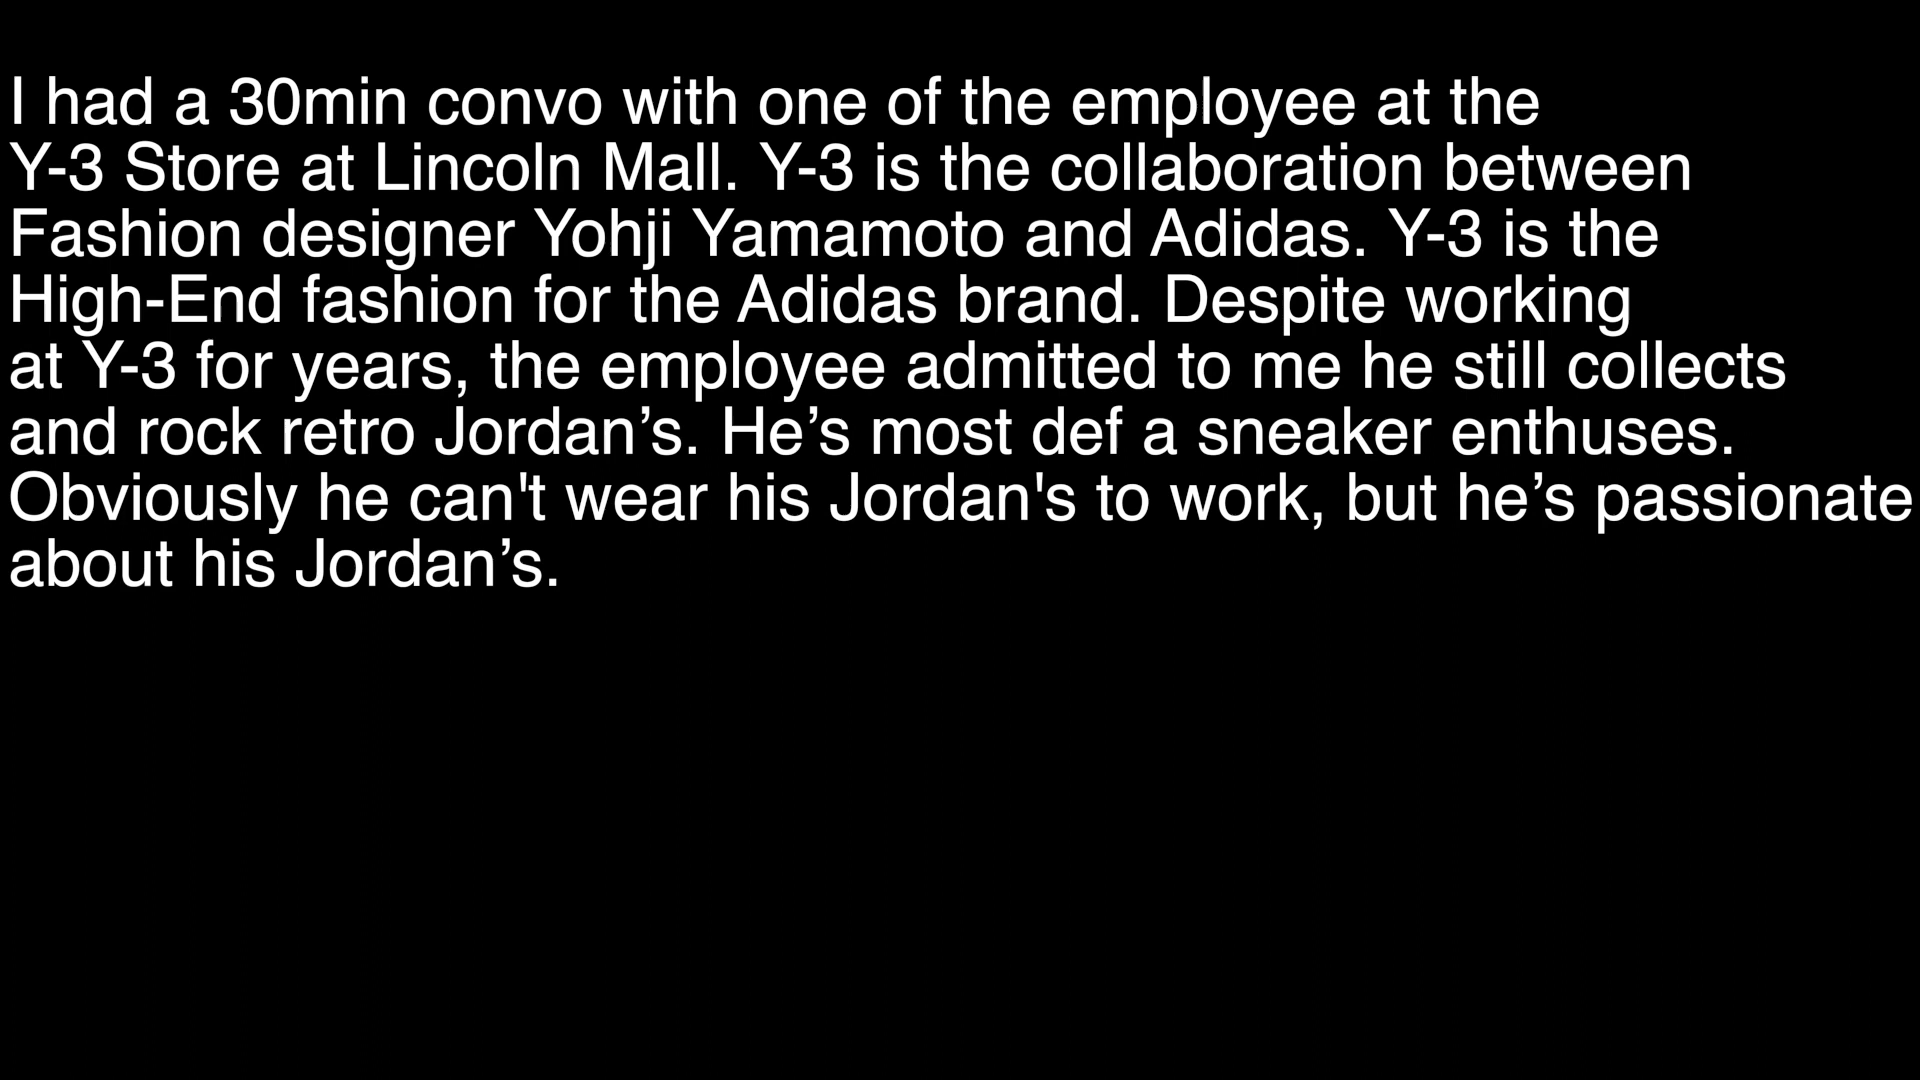 I had a 30min convo with one of the employee at the
Y-3 Store at Lincoln Mall. Y-3 is the collaboration between
Fashion designer Yohji Yamamoto and Adidas. Y-3 is the
High-End fashion for the Adidas brand. Despite working
at Y-3 for years, the employee admitted to me he still collects
and rock retro Jordan’s. He’s most def a sneaker enthuses.
Obviously he can't wear his Jordan's to work, but he’s passionate
about his Jordan’s.